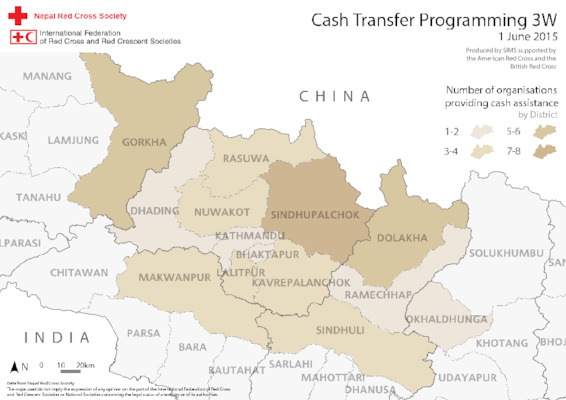 Nepal Red Cross Society
International Federation
of Red Cross and Red Crescent Societies
Cash Transfer Programming 3W
1 June 2015
Produced by SIMS supported by
the American Red Cross and the
British Red Cross
Number of organisations
providing cash assistance
by District
1-2 5-6
3-4 7-8
CHINA
MANANG
GORKHA
KASKI
LAMJUNG
RASUWA
TANAHU
DHADING
NUWAKOT
SINDHUPALCHOK
KATHMANDU
DOLAKHA
LPARASI
BHAKTAPUR
SOLUKHUMBU
CHITAWAN
LALITPUR
MAKWANPUR
KAVREPALANCHOK
RAMECHHAP
OKHALDHUNGA
INDIA
PARSA
SINDHULI
BARA
KHOTANG
BHOJ
RAUTAHAT
SARLAHI
MAHOTTARI
UDAYAPUR
DHANUSA
N 0 10 20km
Data from Nepal Red Cross Society
The maps used do not imply the expression of any opinion on the part of the International Federation of Red Cross
and Red Crescent Societies or National Societies concerning the legal status of a territory or of its authorities.